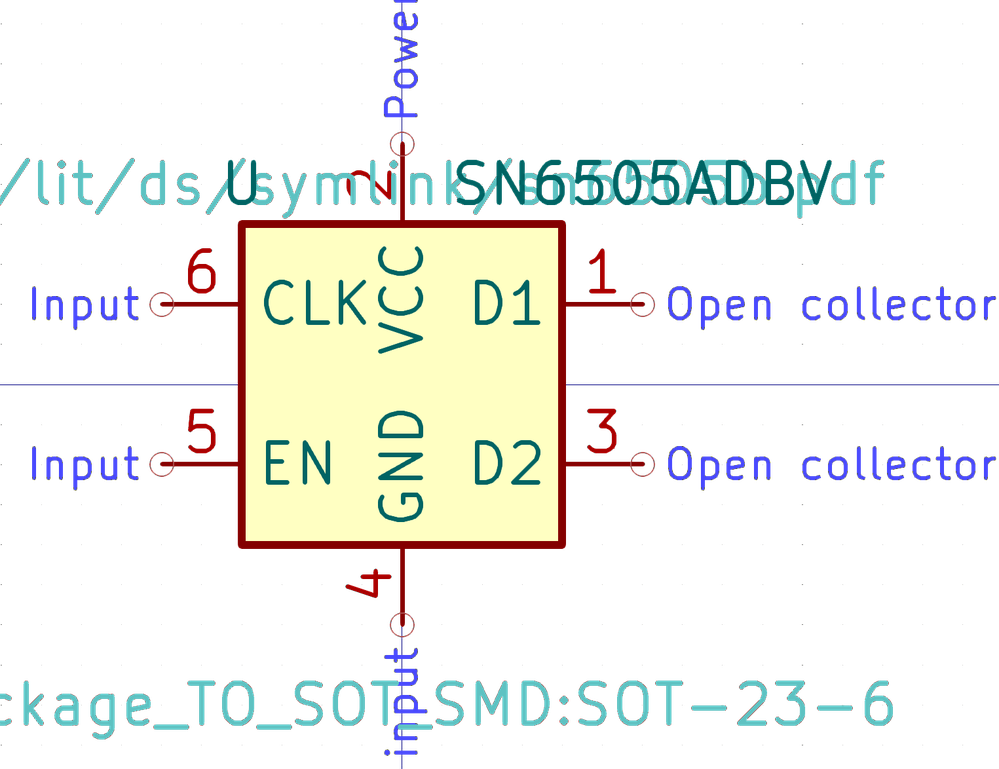 Power
/lit/ds/symlink/sn6505b.pdf
U
SN6505ADBV
2
6
1
Input
CLK
VCC
D1
Open collector
5
3
Input
EN
GND
D2
Open collector
4
input
ckage_TO_SOT_SMD:SOT-23-6